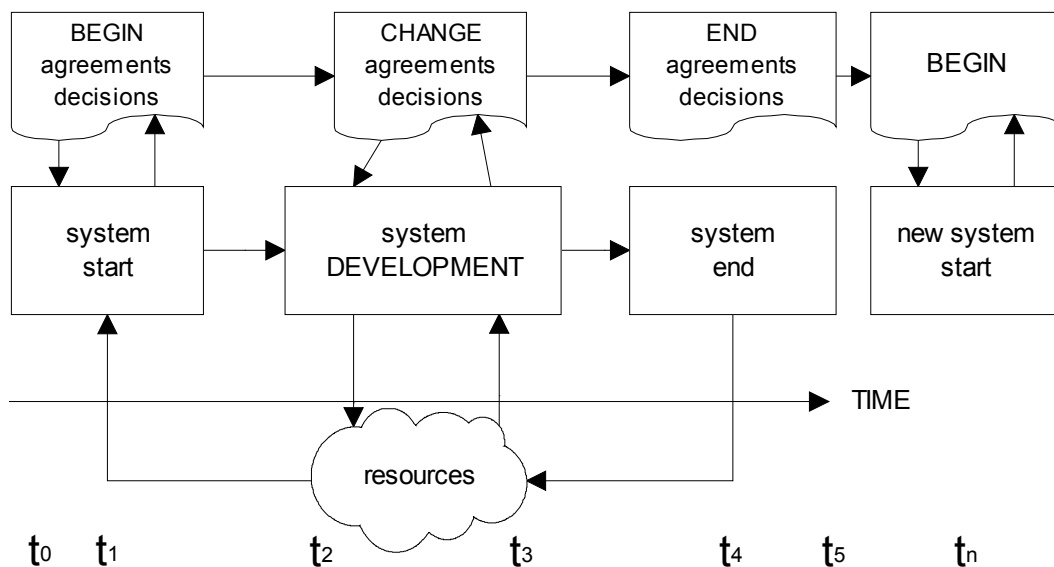 BEGIN
agreements
decisions
CHANGE
agreements
decisions
END
agreements
decisions
BEGIN
system
start
system
DEVELOPMENT
system
end
new system
start
TIME
resources
t0 t1 t2 t3 t4 t5 tn